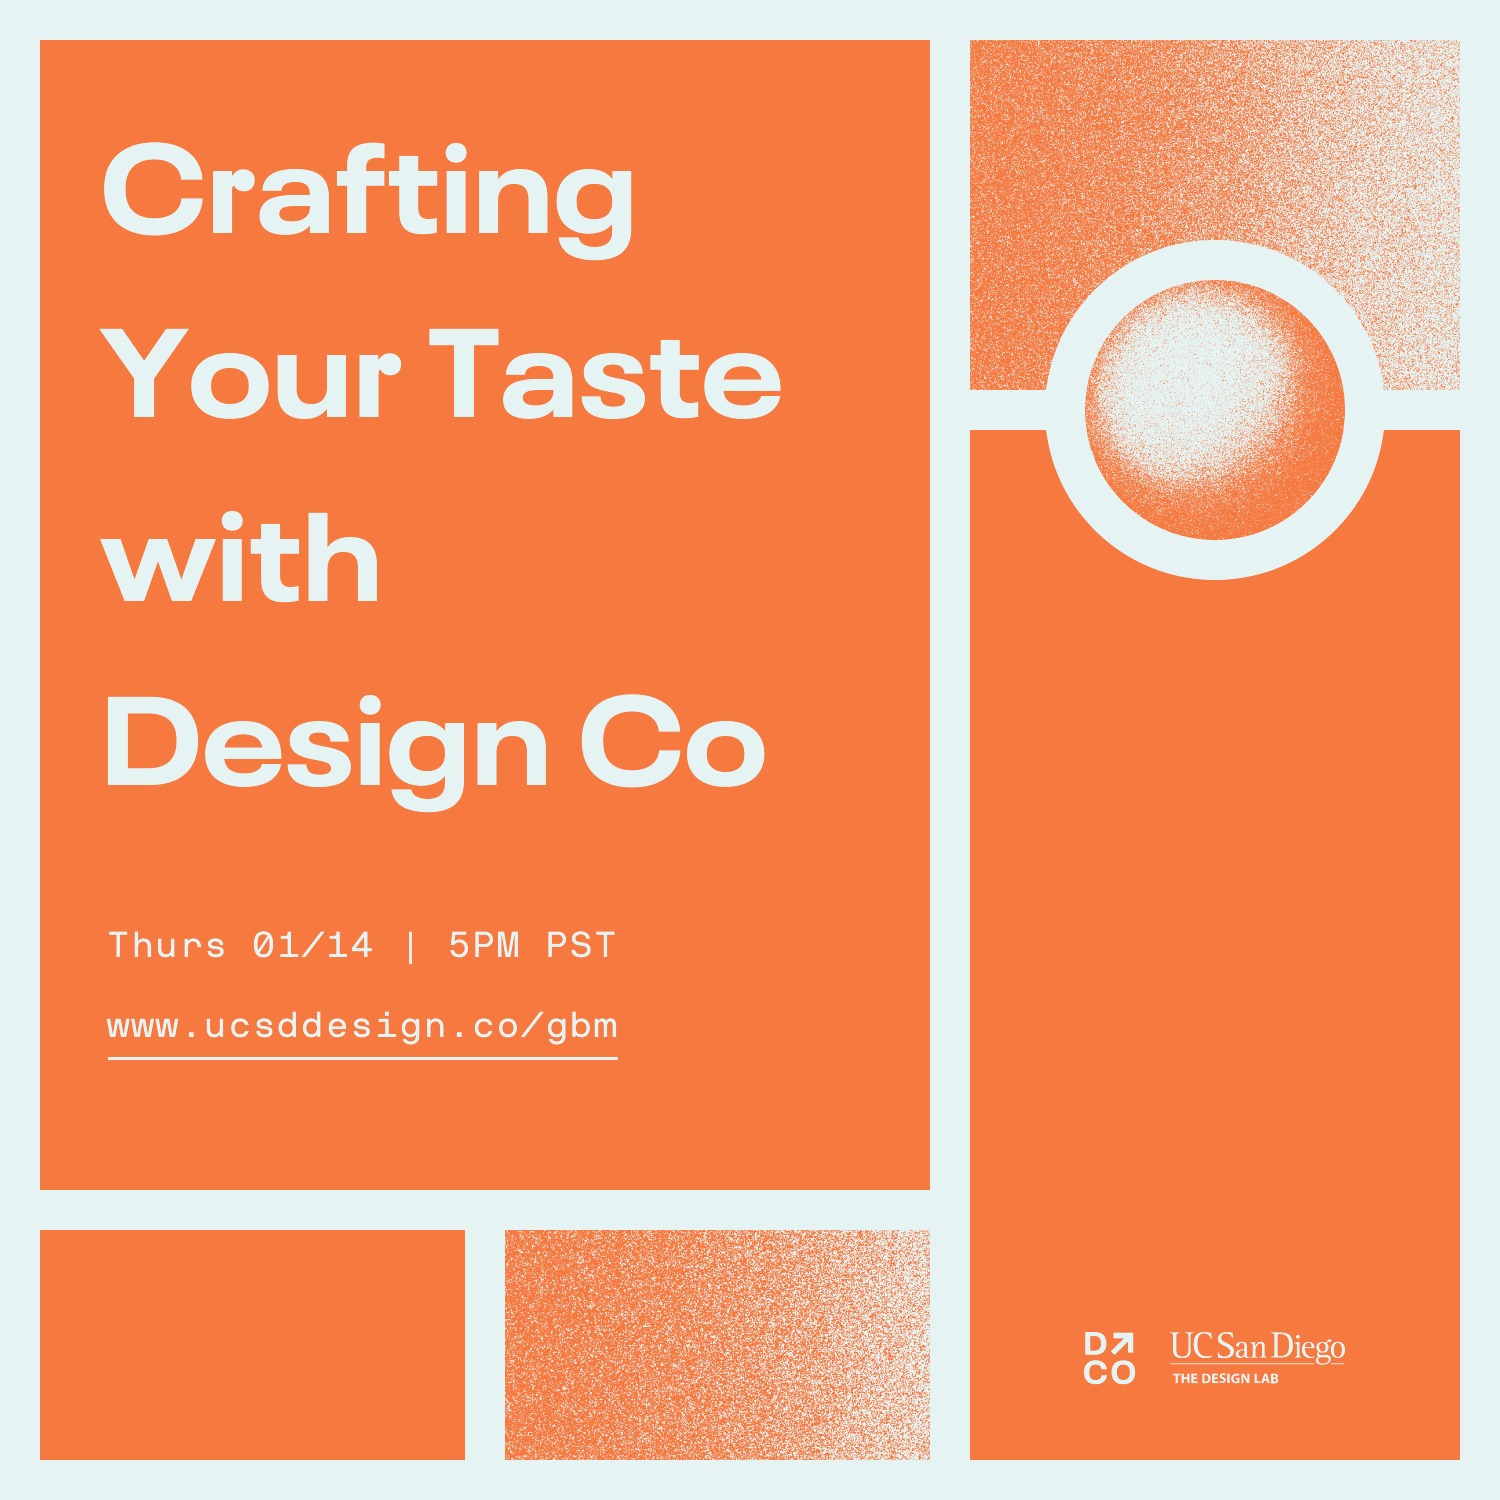 Crafting
Your Taste
with
Design Co
Thurs 01/14 | 5PM PST
www.ucsddesign.co/gbm
D
CO
UC San Diego
THE DESIGN LAB